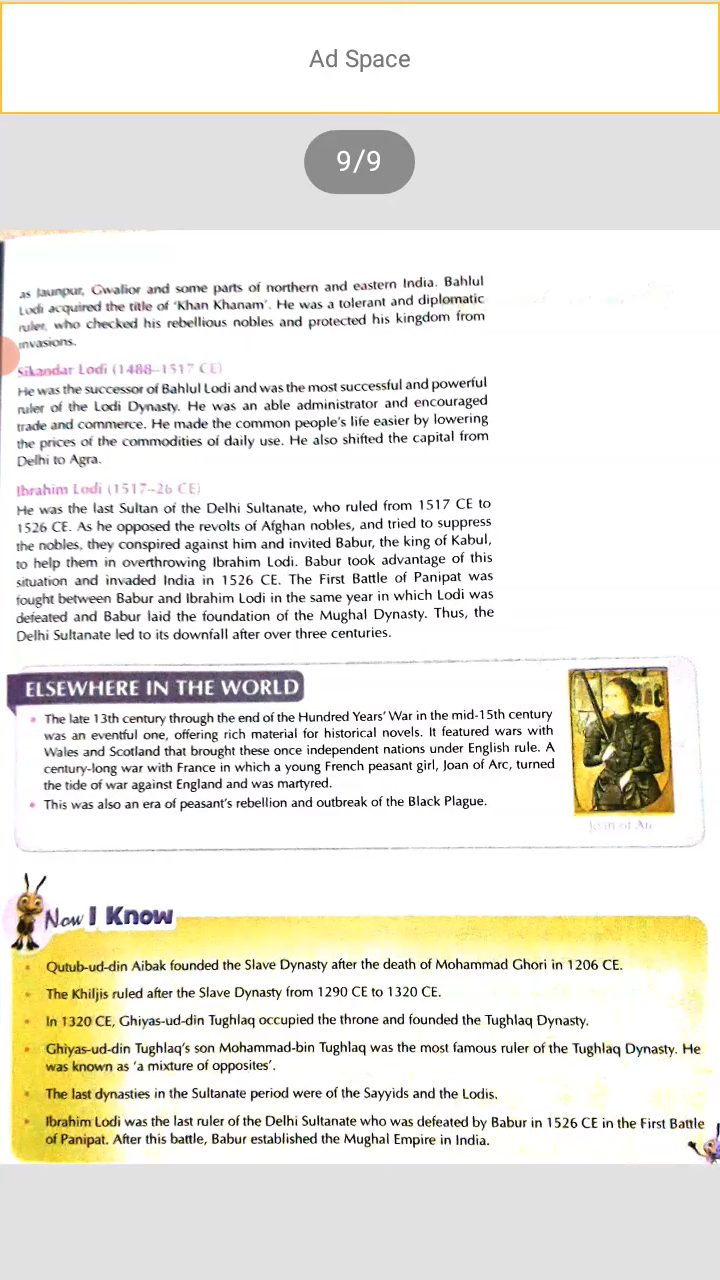 Ad Space
9/9
as Jaunpur, Gwalior and some parts of northern and eastern India. Bahlul
Lodi acquired the title of 'Khan Khanam'. He was a tolerant and diplomatic
ruler, who checked his rebellious nobles and protected his kingdom from
invasions.
Sikandar Lodi (1488–1517 CE)
He was the successor of Bahlul Lodi and was the most successful and powerful
ruler of the Lodi Dynasty. He was an able administrator and encouraged
trade and commerce. He made the common people's life easier by lowering
the prices of the commodities of daily use. He also shifted the capital from
Delhi to Agra.
Ibrahim Lodi (1517–26 CE)
He was the last Sultan of the Delhi Sultanate, who ruled from 1517 CE to
1526 CE. As he opposed the revolts of Afghan nobles, and tried to suppress
the nobles, they conspired against him and invited Babur, the king of Kabul,
to help them in overthrowing Ibrahim Lodi. Babur took advantage of this
situation and invaded India in 1526 CE. The First Battle of Panipat was
fought between Babur and Ibrahim Lodi in the same year in which Lodi was
defeated and Babur laid the foundation of the Mughal Dynasty. Thus, the
Delhi Sultanate led to its downfall after over three centuries.
ELSEWHERE IN THE WORLD
• The late 13th century through the end of the Hundred Years' War in the mid-15th century
was an eventful one, offering rich material for historical novels. It featured wars with
Wales and Scotland that brought these once independent nations under English rule. A
century-long war with France in which a young French peasant girl, Joan of Arc, turned
the tide of war against England and was martyred.
• This was also an era of peasant's rebellion and outbreak of the Black Plague.
Joan of Arc
Now I Know
• Qutub-ud-din Aibak founded the Slave Dynasty after the death of Mohammad Ghori in 1206 CE.
• The Khiljis ruled after the Slave Dynasty from 1290 CE to 1320 CE.
• In 1320 CE, Ghiyas-ud-din Tughlaq occupied the throne and founded the Tughlaq Dynasty.
• Ghiyas-ud-din Tughlaq's son Mohammad-bin Tughlaq was the most famous ruler of the Tughlaq Dynasty. He
was known as 'a mixture of opposites'.
• The last dynasties in the Sultanate period were of the Sayyids and the Lodis.
• Ibrahim Lodi was the last ruler of the Delhi Sultanate who was defeated by Babur in 1526 CE in the First Battle
of Panipat. After this battle, Babur established the Mughal Empire in India.